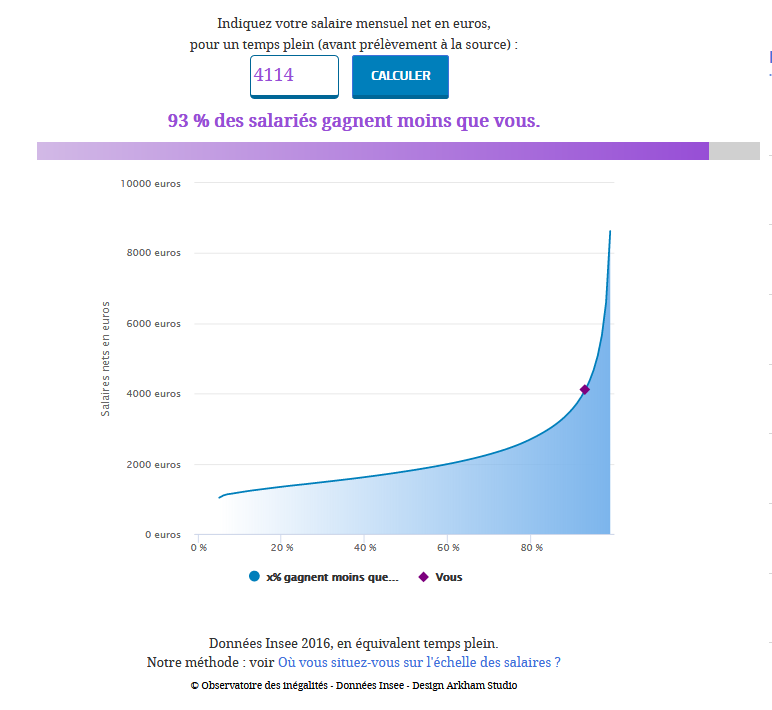 Indiquez votre salaire mensuel net en euros,
pour un temps plein (avant prélèvement à la source) :
4114 CALCULER
93 % des salariés gagnent moins que vous.
10000 euros
8000 euros
6000 euros
4000 euros
2000 euros
0 euros
Salaires nets en euros
0 % 20 % 40 % 60 % 80 %
x% gagnent moins que... Vous
Données Insee 2016, en équivalent temps plein.
Notre méthode : voir Où vous situez-vous sur l'échelle des salaires ?
© Observatoire des inégalités - Données Insee - Design Arkham Studio